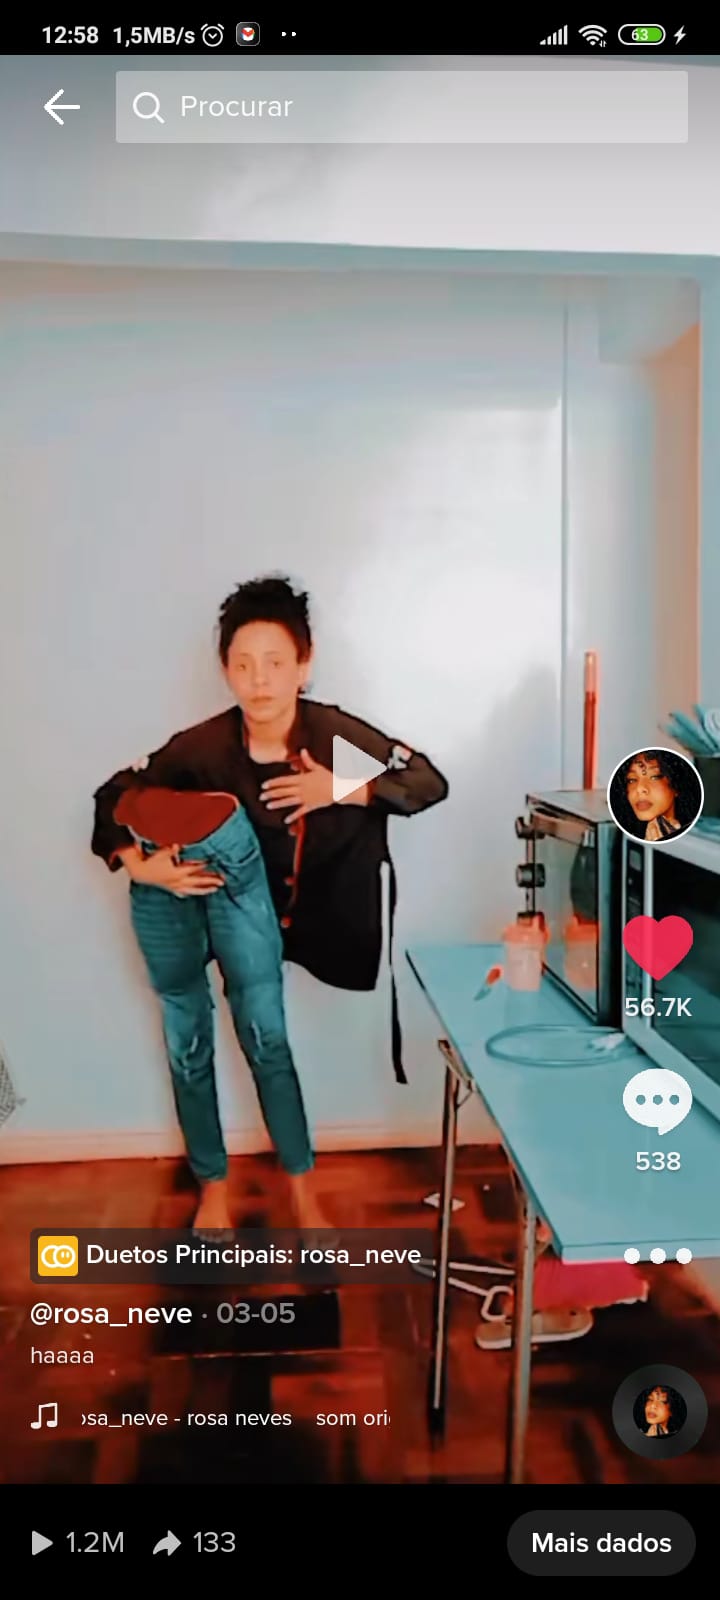 12:58 1,5MB/s 63
Procurar
56.7K
538
Duetos Principais: rosa_neve
@rosa_neve · 03-05
haaaa
osa_neve - rosa neves som ori
1.2M 133
Mais dados